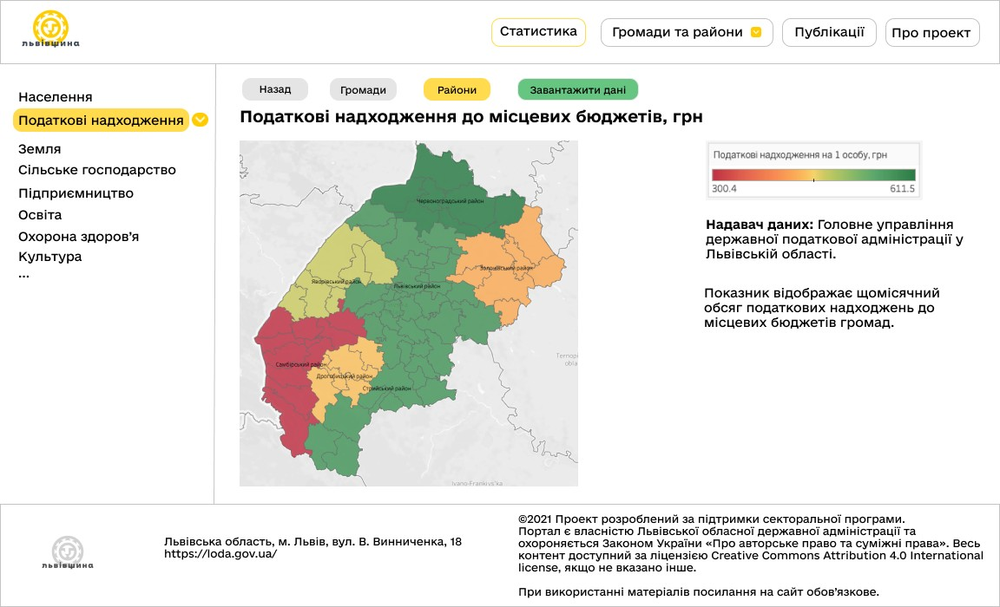 львівщина
Статистика
Громади та райони
Публікації
Про проект
Населення
Податкові надходження
Земля
Сільське господарство
Підприємництво
Освіта
Охорона здоров’я
Культура
...
Назад
Громади
Райони
Завантажити дані
Податкові надходження до місцевих бюджетів, грн
Червоноградський район
Золочівський район
Яворівський район
Львівський район
Самбірський район
Дрогобицький район
Стрийський район
Ternopi
obla
Ivano-Frankivs'ka
Податкові надходження на 1 особу, грн
300.4
611.5
Надавач даних: Головне управління
державної податкової адміністрації у
Львівській області.
Показник відображає щомісячний
обсяг податкових надходжень до
місцевих бюджетів громад.
львівщина
Львівська область, м. Львів, вул. В. Винниченка, 18
https://loda.gov.ua/
©2021 Проект розроблений за підтримки секторальної програми.
Портал є власністю Львівської обласної державної адміністрації та
охороняється Законом України «Про авторське право та суміжні права». Весь
контент доступний за ліцензією Creative Commons Attribution 4.0 International
license, якщо не вказано інше.
При використанні матеріалів посилання на сайт обов’язкове.